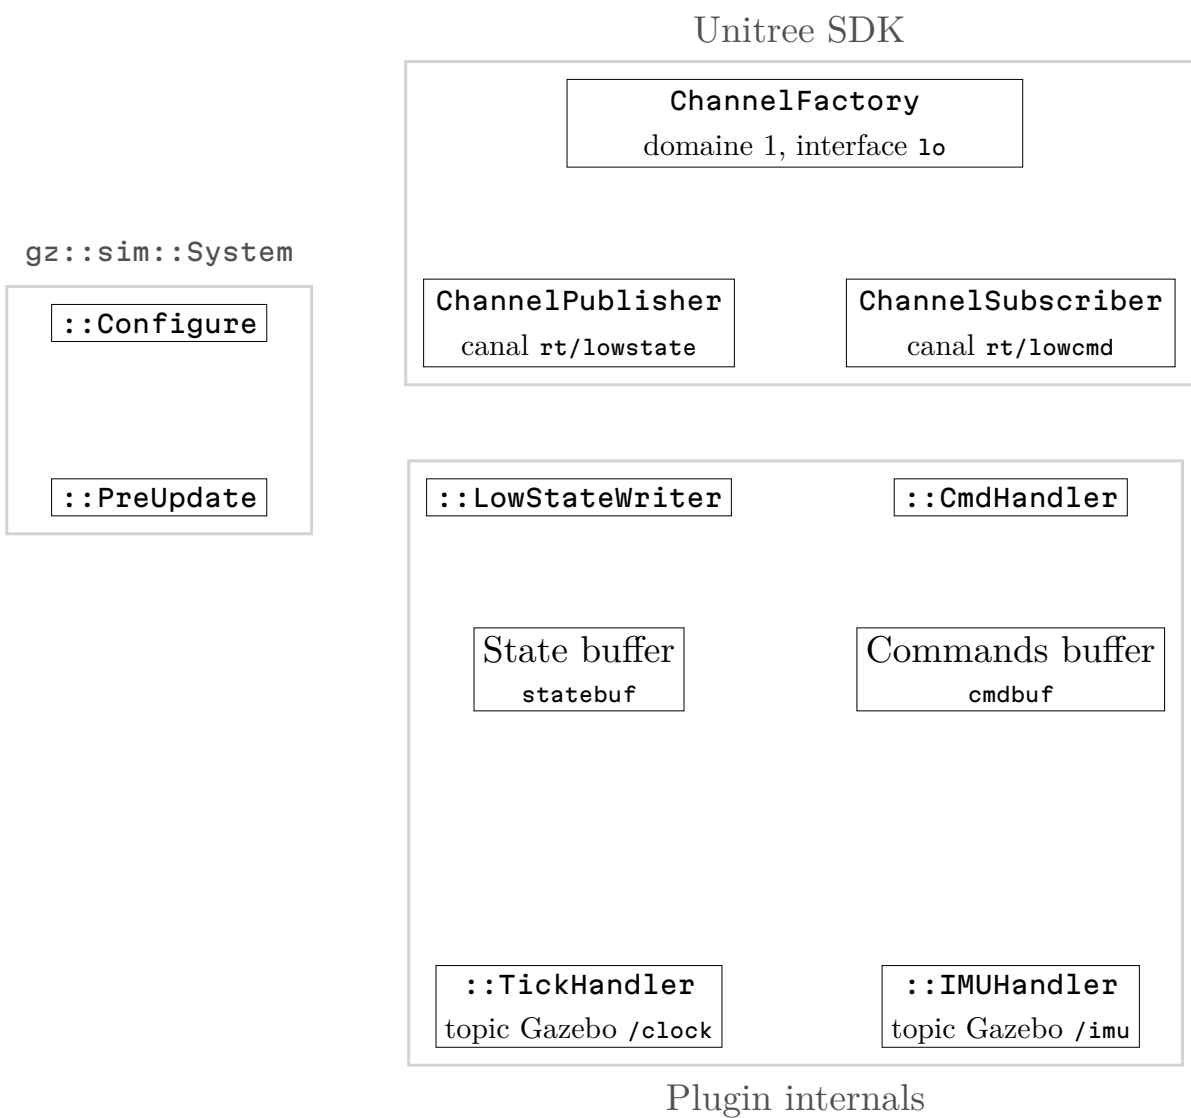 Unitree SDK
ChannelFactory
domaine 1, interface lo
gz::sim::System
::Configure
::PreUpdate
ChannelPublisher
canal rt/lowstate
ChannelSubscriber
canal rt/lowcmd
::LowStateWriter
::CmdHandler
State buffer
statebuf
Commands buffer
cmdbuf
::TickHandler
topic Gazebo /clock
::IMUHandler
topic Gazebo /imu
Plugin internals